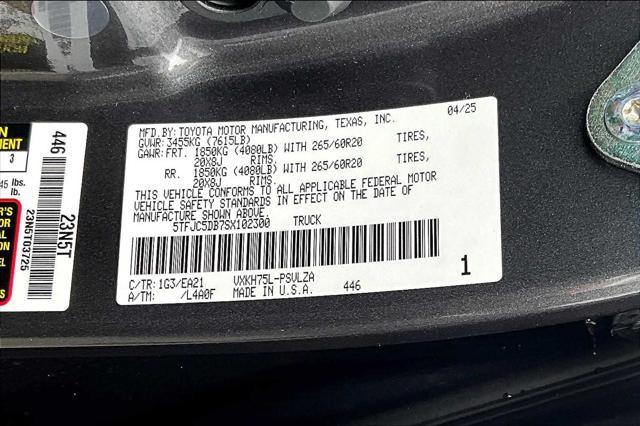 MFD.BY:TOYOTA MOTOR MANUFACTURING, TEXAS, INC. 04/25
GVWR: 3455KG (7615LB)
GAWR:FRT. 1850KG (4080LB) WITH 265/60R20 TIRES,
20X8J RIMS,
RR. 1850KG (4080LB) WITH 265/60R20 TIRES,
20X8J RIMS.
THIS VEHICLE CONFORMS TO ALL APPLICABLE FEDERAL MOTOR
VEHICLE SAFETY STANDARDS IN EFFECT ON THE DATE OF
MANUFACTURE SHOWN ABOVE.
5TFJC5DB7SX102300 TRUCK
C/TR:1G3/EA21 VXKH75L-PSVLZA
A/TM: /L4A0F MADE IN U.S.A. 446 1
446
23N5T
23N5T03725
3
lbs.
lb.